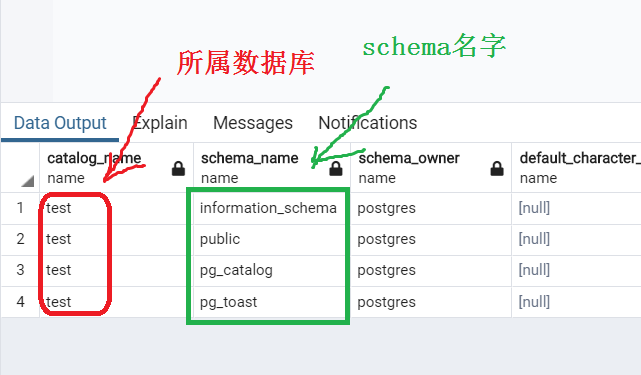 schema名字
所属数据库
Data Output Explain Messages Notifications
catalog_name schema_name schema_owner default_character_
name name name name
1 test information_schema postgres [null]
2 test public postgres [null]
3 test pg_catalog postgres [null]
4 test pg_toast postgres [null]